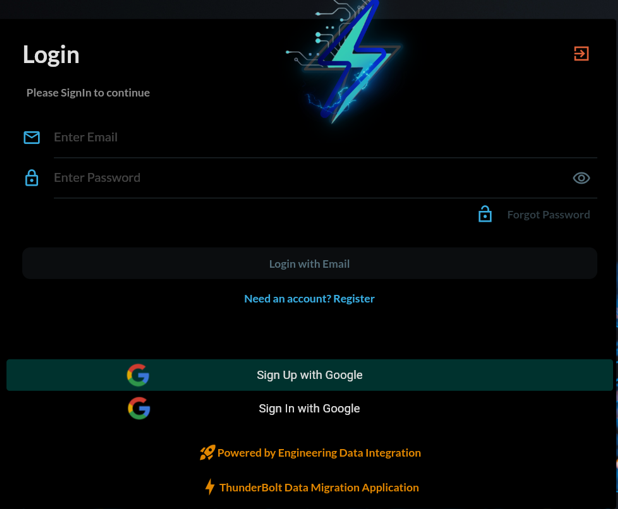 Login
Please SignIn to continue
Enter Email
Enter Password
Forgot Password
Login with Email
Need an account? Register
Sign Up with Google
Sign In with Google
Powered by Engineering Data Integration
ThunderBolt Data Migration Application